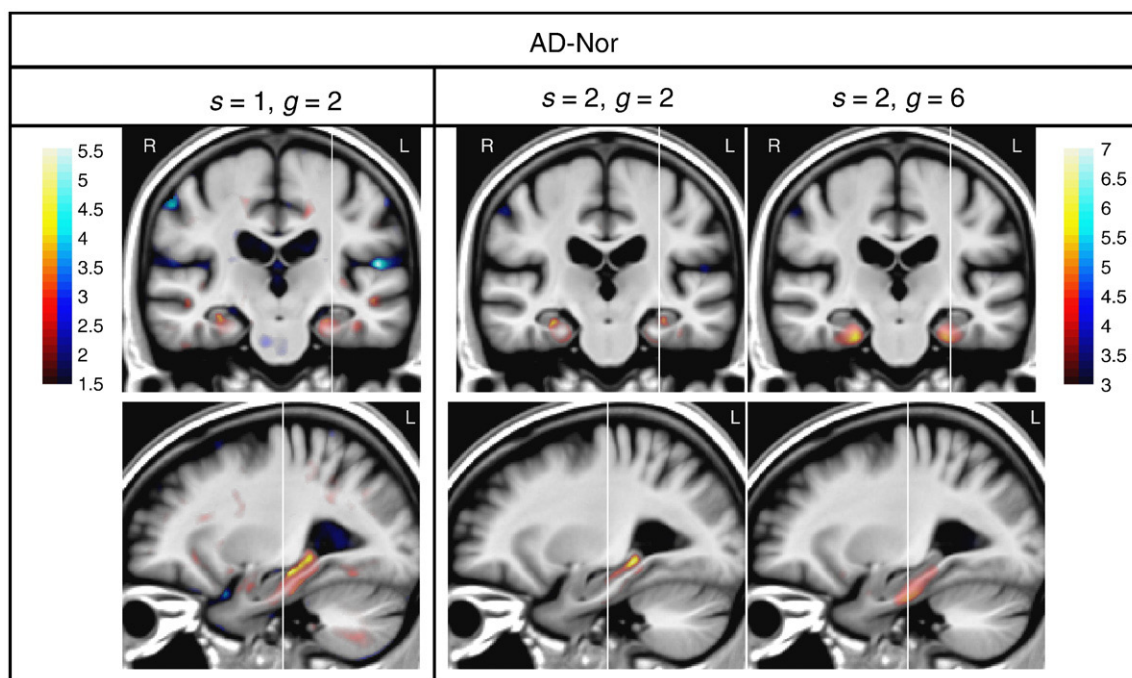 AD-Nor
s = 1, g = 2
s = 2, g = 2
s = 2, g = 6
R
L
R
L
R
L
5.5
5
4.5
4
3.5
3
2.5
2
1.5
7
6.5
6
5.5
5
4.5
4
3.5
3
L
L
L